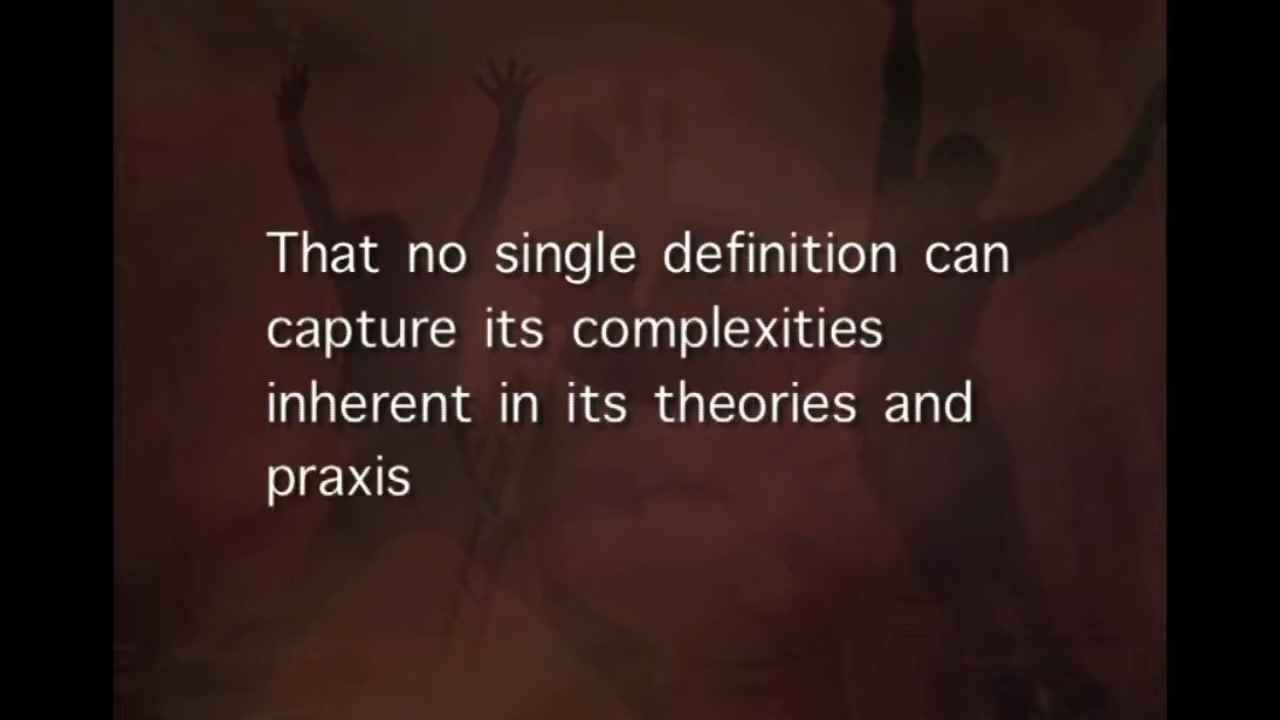 That no single definition can
capture its complexities
inherent in its theories and
praxis